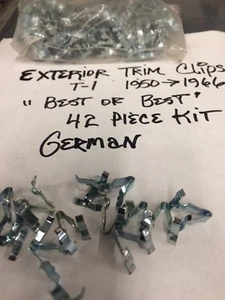 EXTERIOR TRIM Clips
T-1 1950→1966
"BEST OF BEST"
42 PIECE KIT
GERMAN